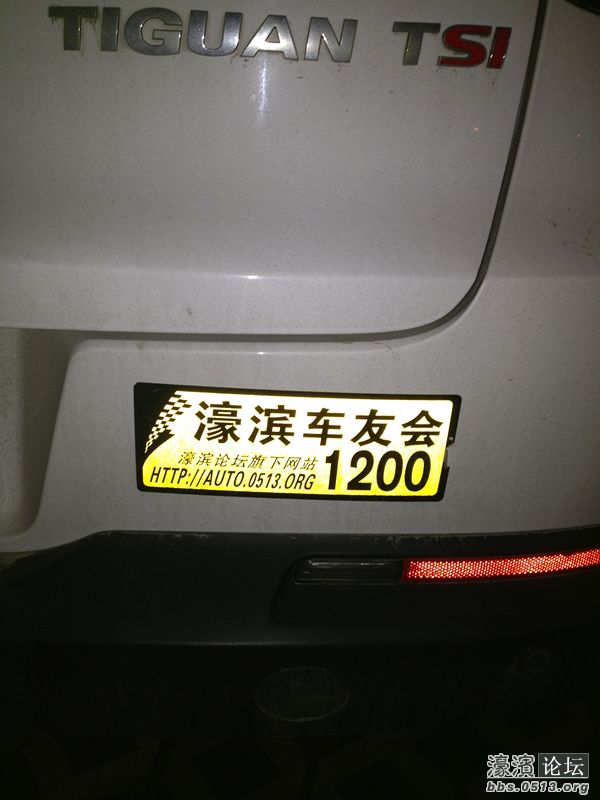 TIGUAN TSI
濠滨车友会
濠滨论坛旗下网站
HTTP://AUTO.0513.ORG
1200
濠滨论坛
bbs.0513.org